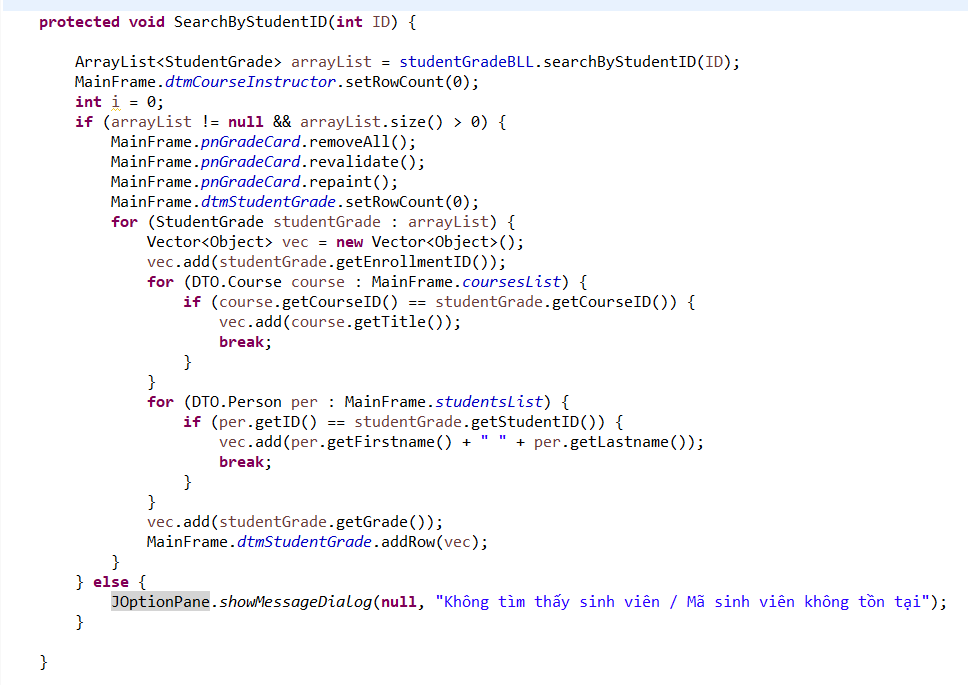 protected void SearchByStudentID(int ID) {
ArrayList<StudentGrade> arrayList = studentGradeBLL.searchByStudentID(ID);
MainFrame.dtmCourseInstructor.setRowCount(0);
int i = 0;
if (arrayList != null && arrayList.size() > 0) {
MainFrame.pnGradeCard.removeAll();
MainFrame.pnGradeCard.revalidate();
MainFrame.pnGradeCard.repaint();
MainFrame.dtmStudentGrade.setRowCount(0);
for (StudentGrade studentGrade : arrayList) {
Vector<Object> vec = new Vector<Object>();
vec.add(studentGrade.getEnrollmentID());
for (DTO.Course course : MainFrame.coursesList) {
if (course.getCourseID() == studentGrade.getCourseID()) {
vec.add(course.getTitle());
break;
}
}
for (DTO.Person per : MainFrame.studentsList) {
if (per.getID() == studentGrade.getStudentID()) {
vec.add(per.getFirstname() + " " + per.getLastname());
break;
}
}
vec.add(studentGrade.getGrade());
MainFrame.dtmStudentGrade.addRow(vec);
}
} else {
JOptionPane.showMessageDialog(null, "Không tìm thấy sinh viên / Mã sinh viên không tồn tại");
}
}